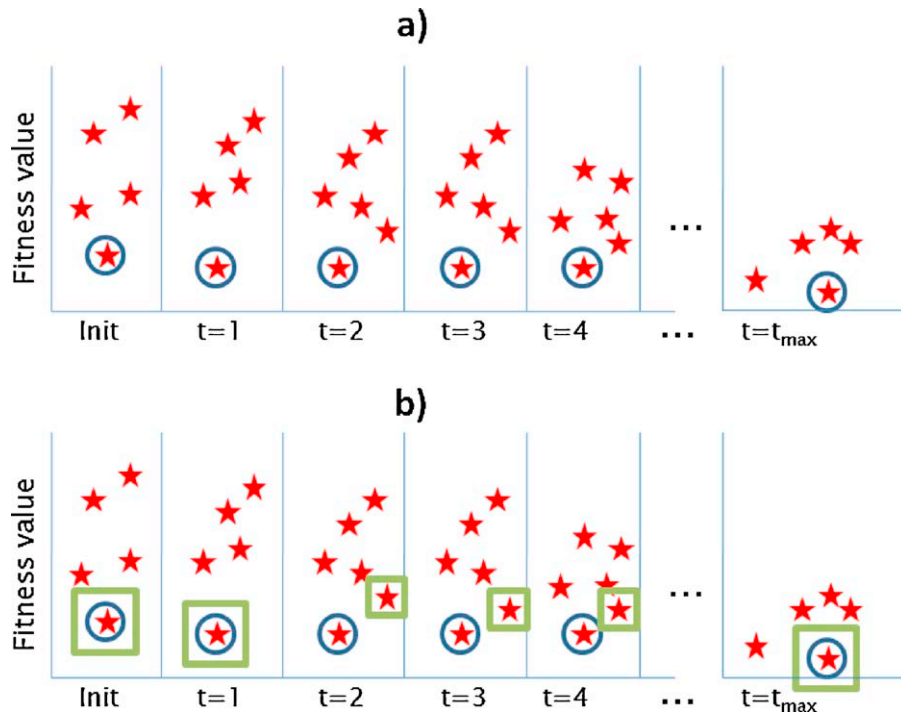 a)
Fitness value
...
Init t=1 t=2 t=3 t=4 ... t=tmax
b)
Fitness value
...
Init t=1 t=2 t=3 t=4 ... t=tmax